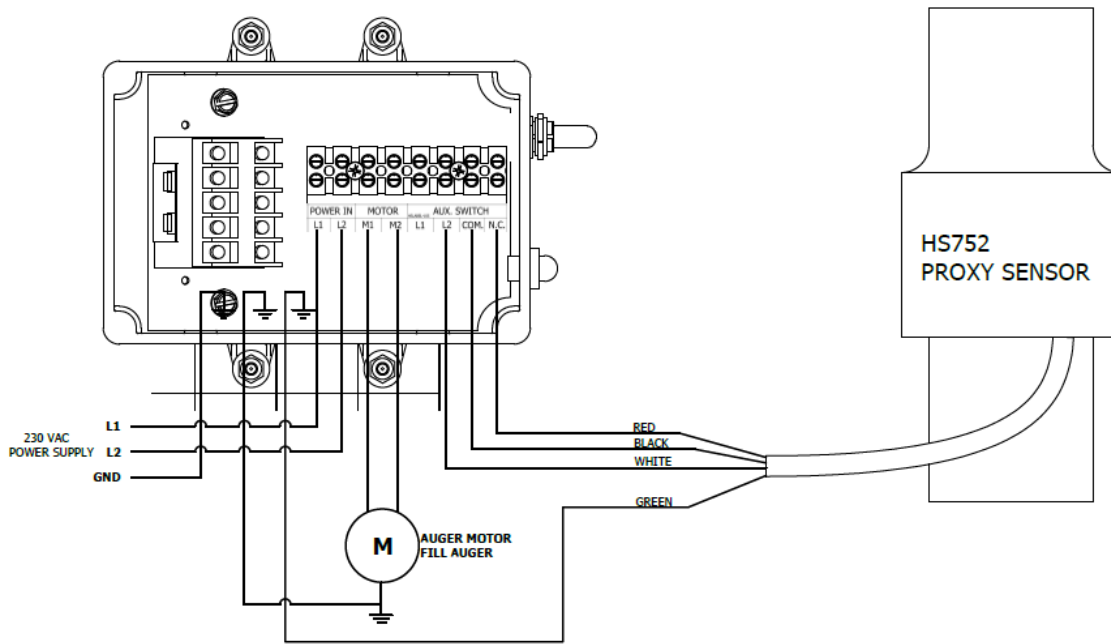 POWER IN MOTOR AUX. SWITCH
L1 L2 M1 M2 L1 L2 COM. N.C.
HS752
PROXY SENSOR
L1
230 VAC
POWER SUPPLY L2
GND
RED
BLACK
WHITE
GREEN
M
AUGER MOTOR
FILL AUGER